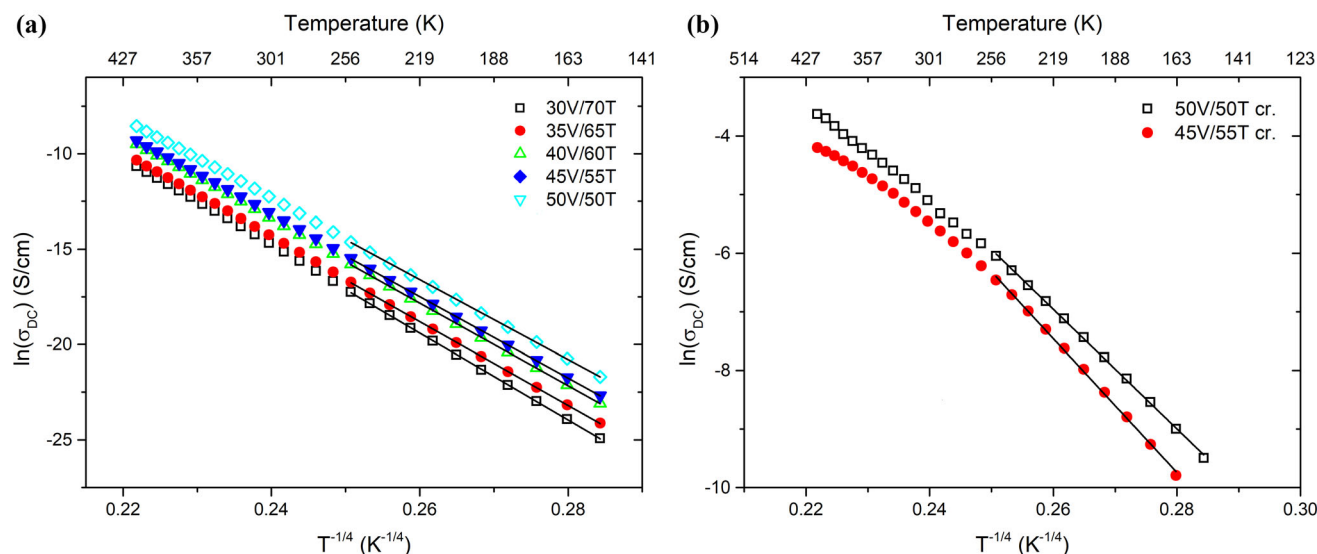 (a)
Temperature (K)
427 357 301 256 219 188 163 141
30V/70T
35V/65T
40V/60T
45V/55T
50V/50T
-10
-15
-20
-25
ln(σDC) (S/cm)
0.22 0.24 0.26 0.28
T-1/4 (K-1/4)
(b)
Temperature (K)
514 427 357 301 256 219 188 163 141 123
50V/50T cr.
45V/55T cr.
-4
-6
-8
-10
ln(σDC) (S/cm)
0.22 0.24 0.26 0.28 0.30
T-1/4 (K-1/4)